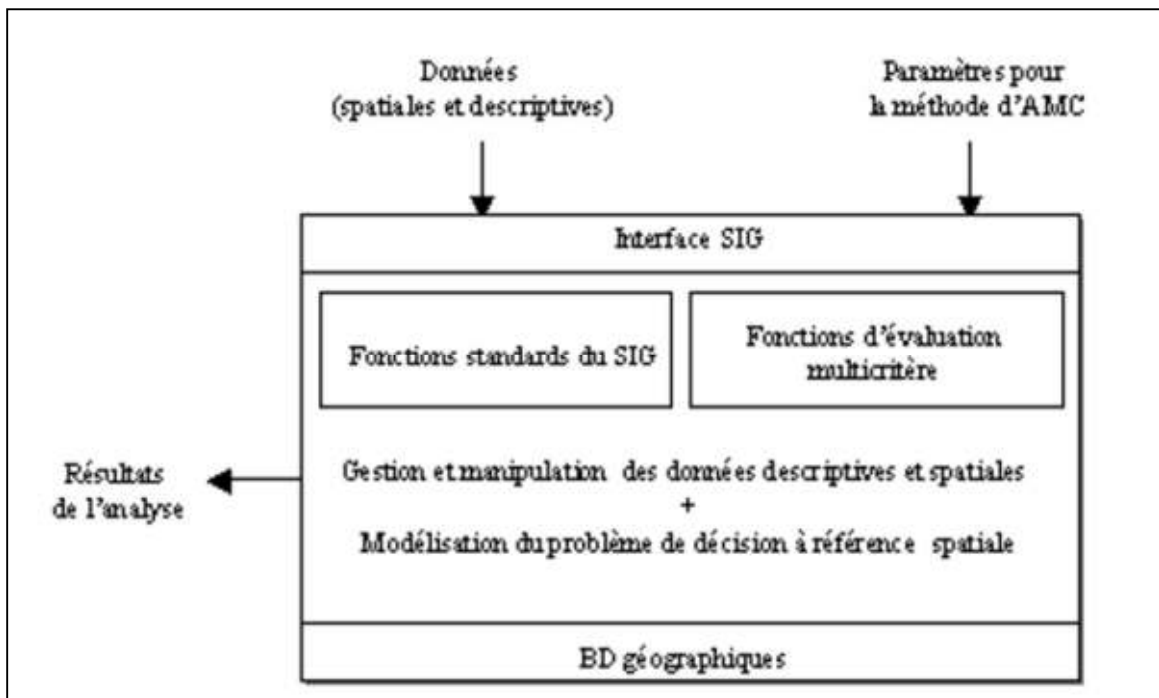 Données
(spatiales et descriptives)
Paramètres pour
la méthode d'AMC
Interface SIG
Fonctions standards du SIG
Fonctions d'évaluation
multicritère
Résultats
de l'analyse
Gestion et manipulation des données descriptives et spatiales
+
Modélisation du problème de décision à référence spatiale
BD géographiques